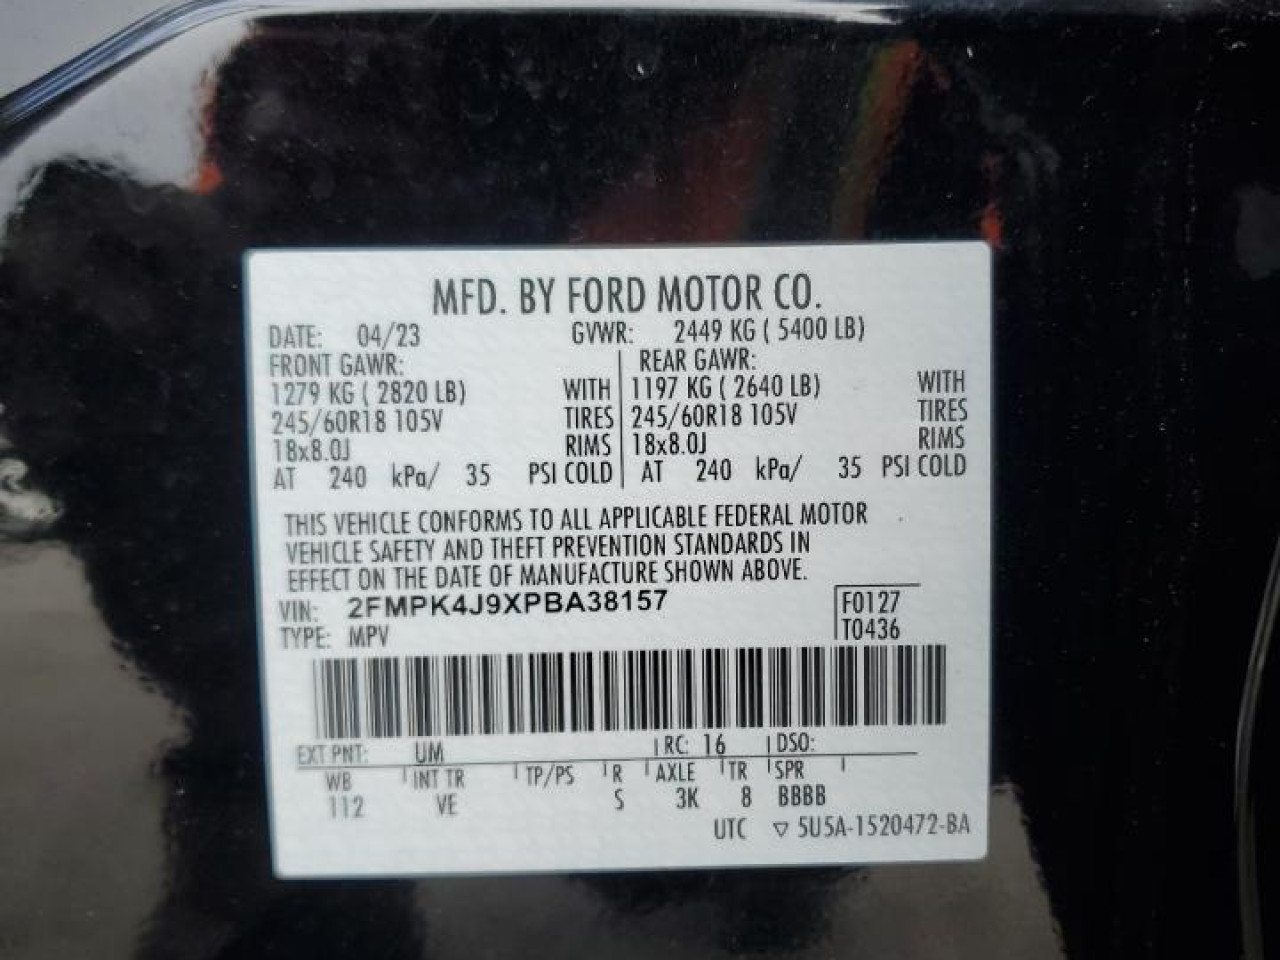 MFD. BY FORD MOTOR CO.
DATE: 04/23 GVWR: 2449 KG ( 5400 LB)
FRONT GAWR: REAR GAWR:
1279 KG ( 2820 LB) WITH 1197 KG ( 2640 LB) WITH
245/60R18 105V TIRES 245/60R18 105V TIRES
18x8.0J RIMS 18x8.0J RIMS
AT 240 kPa/ 35 PSI COLD AT 240 kPa/ 35 PSI COLD
THIS VEHICLE CONFORMS TO ALL APPLICABLE FEDERAL MOTOR
VEHICLE SAFETY AND THEFT PREVENTION STANDARDS IN
EFFECT ON THE DATE OF MANUFACTURE SHOWN ABOVE.
VIN: 2FMPK4J9XPBA38157 F0127
TYPE: MPV T0436
EXT PNT: UM RC: 16 DSO:
WB INT TR TP/PS R AXLE TR SPR
112 VE S 3K 8 BBBB
UTC ▽ 5U5A-1520472-BA